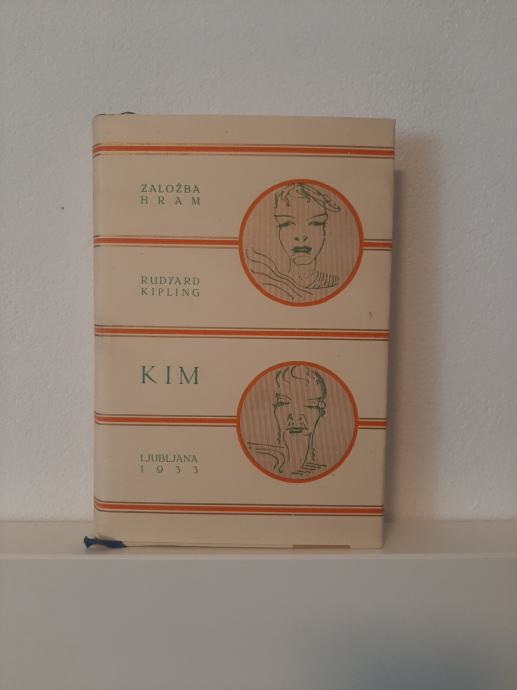 ZALOŽBA
HRAM
RUDYARD
KIPLING
KIM
LJUBLJANA
1933